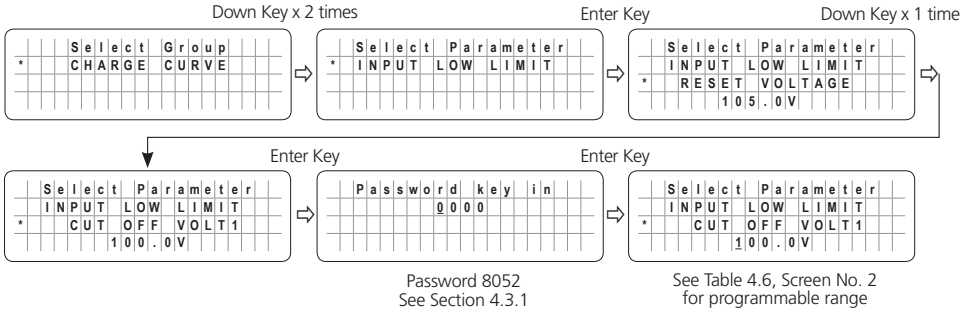 Down Key x 2 times
Enter Key
Down Key x 1 time
Select Group
* CHARGE CURVE
Select Parameter
* INPUT LOW LIMIT
Select Parameter
INPUT LOW LIMIT
* RESET VOLTAGE
105.0V
Enter Key
Enter Key
Select Parameter
INPUT LOW LIMIT
* CUT OFF VOLT1
100.0V
Password key in
0000
Select Parameter
INPUT LOW LIMIT
* CUT OFF VOLT1
100.0V
Password 8052
See Section 4.3.1
See Table 4.6, Screen No. 2
for programmable range